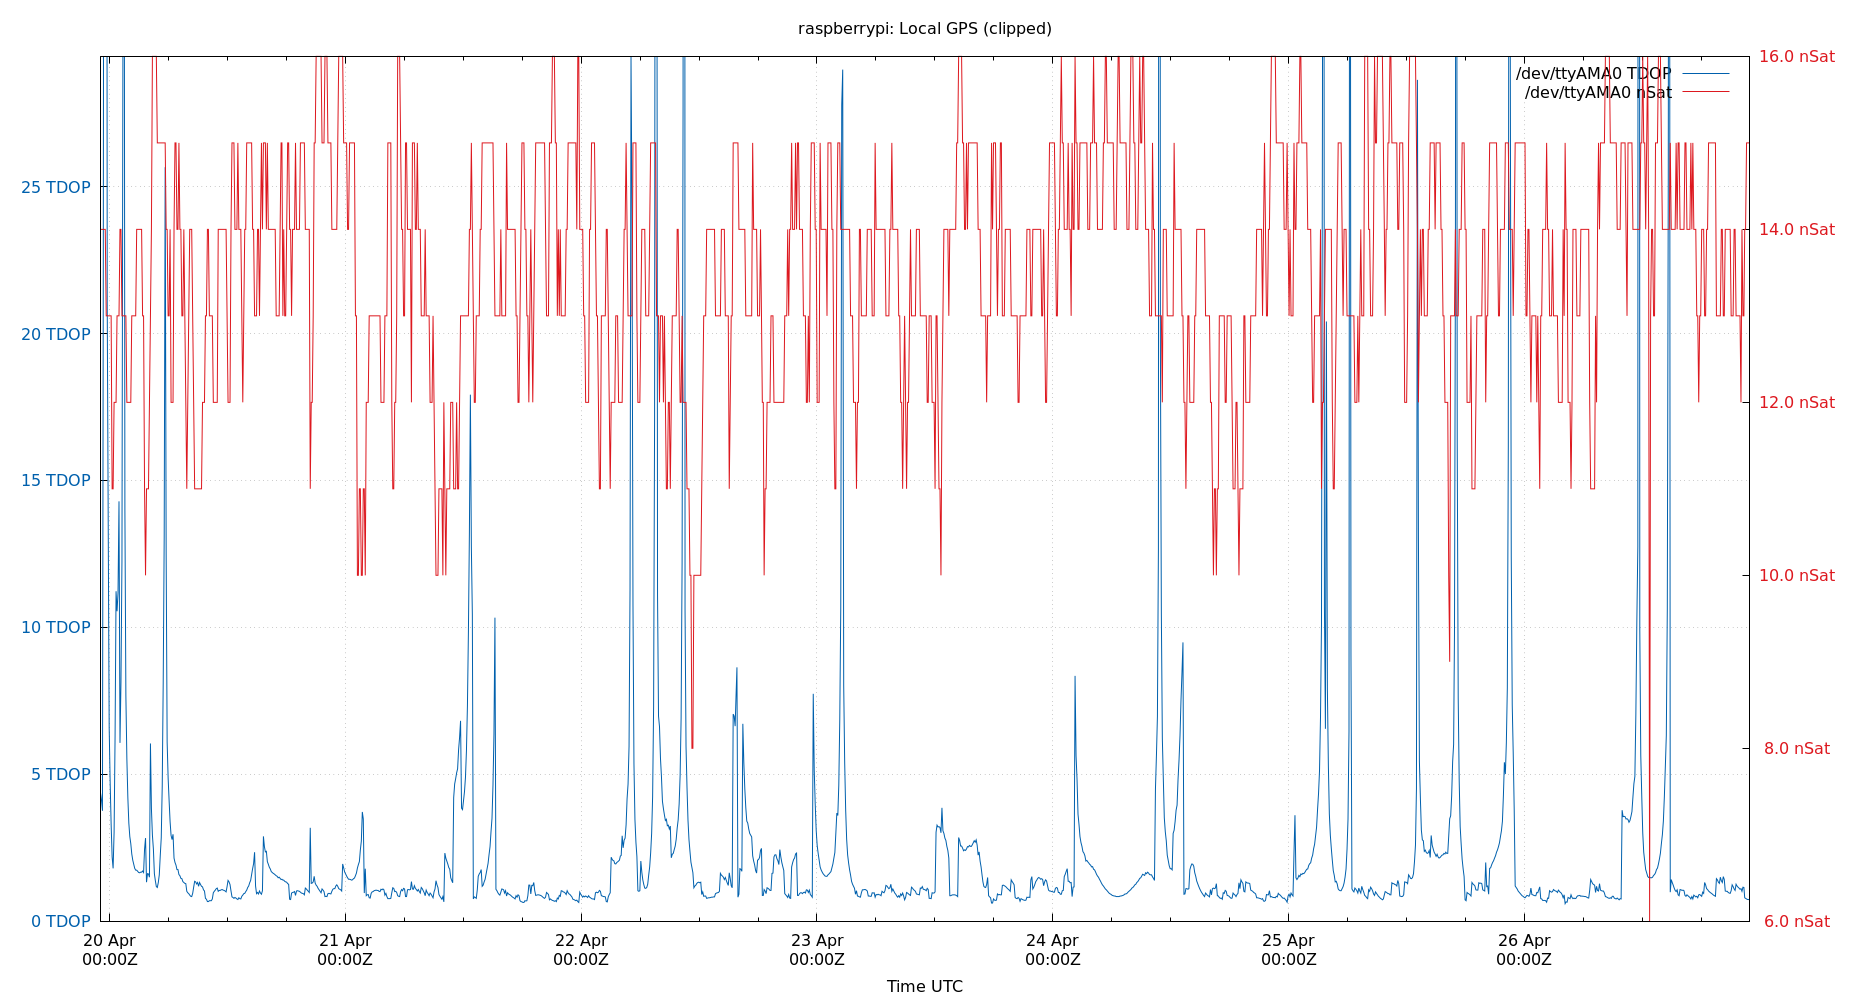 raspberrypi: Local GPS (clipped)
/dev/ttyAMA0 TDOP
/dev/ttyAMA0 nSat
25 TDOP
20 TDOP
15 TDOP
10 TDOP
5 TDOP
0 TDOP
16.0 nSat
14.0 nSat
12.0 nSat
10.0 nSat
8.0 nSat
6.0 nSat
20 Apr
00:00Z
21 Apr
00:00Z
22 Apr
00:00Z
23 Apr
00:00Z
24 Apr
00:00Z
25 Apr
00:00Z
26 Apr
00:00Z
Time UTC